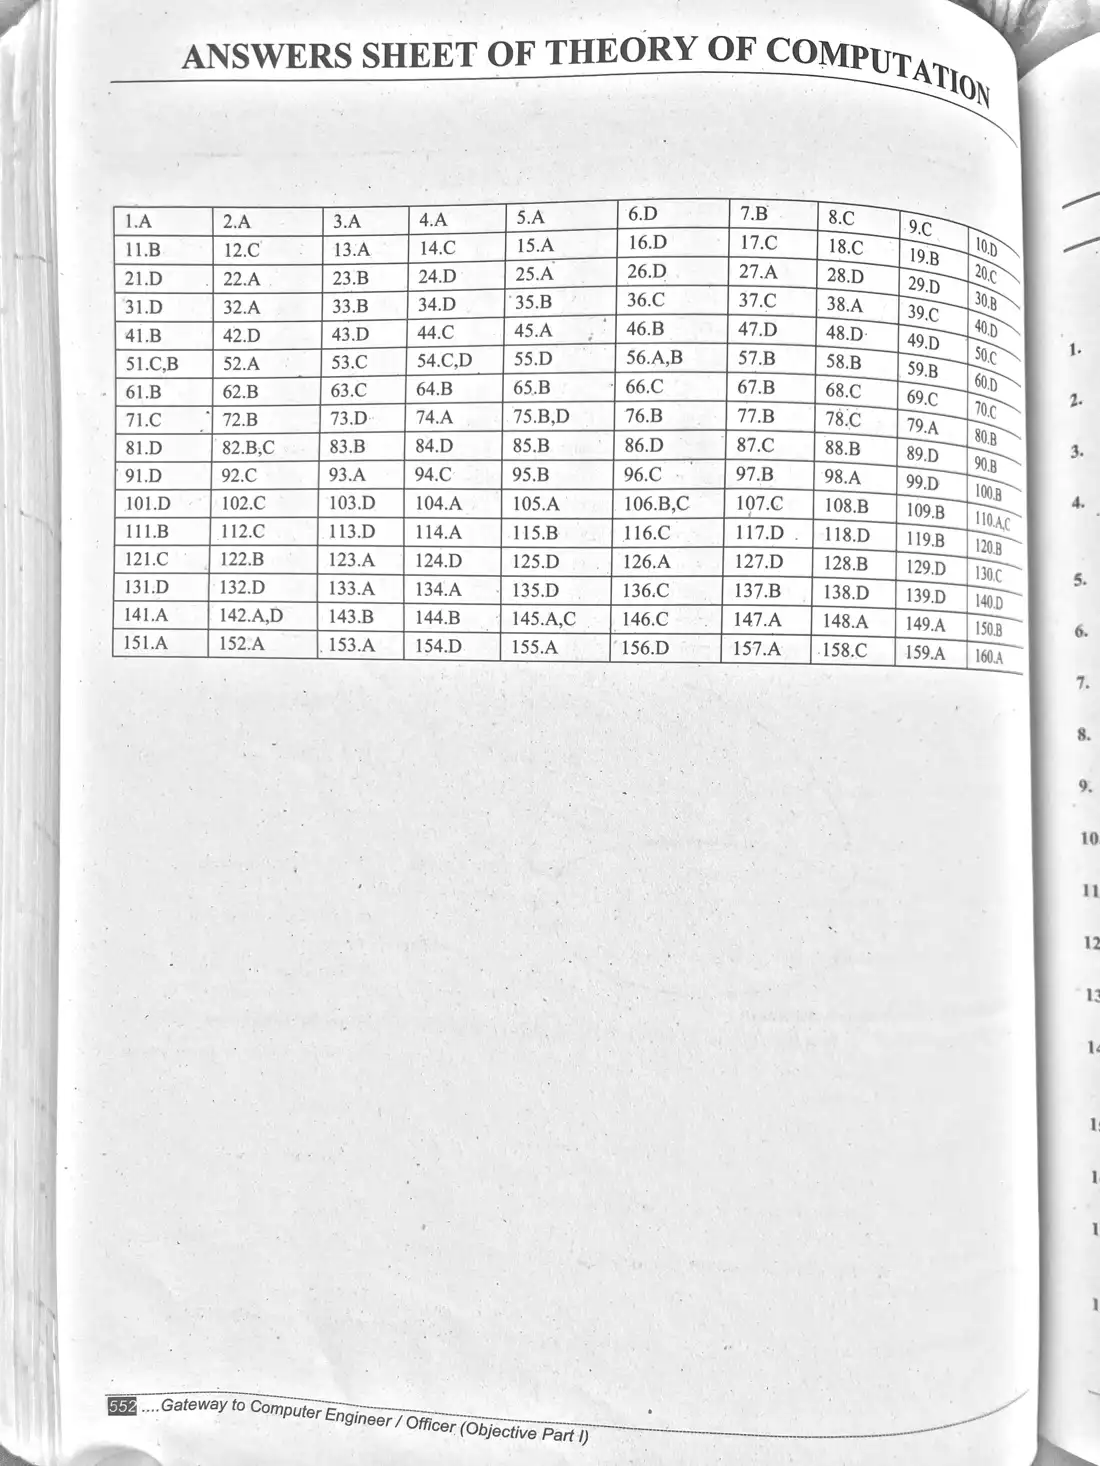 ANSWERS SHEET OF THEORY OF COMPUTATION
1.A 2.A 3.A 4.A 5.A 6.D 7.B 8.C 9.C 10.D
11.B 12.C 13.A 14.C 15.A 16.D 17.C 18.C 19.B 20.C
21.D 22.A 23.B 24.D 25.A 26.D 27.A 28.D 29.D 30.B
31.D 32.A 33.B 34.D 35.B 36.C 37.C 38.A 39.C 40.D
41.B 42.D 43.D 44.C 45.A 46.B 47.D 48.D 49.D 50.C
51.C,B 52.A 53.C 54.C,D 55.D 56.A,B 57.B 58.B 59.B 60.D
61.B 62.B 63.C 64.B 65.B 66.C 67.B 68.C 69.C 70.C
71.C 72.B 73.D 74.A 75.B,D 76.B 77.B 78.C 79.A 80.B
81.D 82.B,C 83.B 84.D 85.B 86.D 87.C 88.B 89.D 90.B
91.D 92.C 93.A 94.C 95.B 96.C 97.B 98.A 99.D 100.B
101.D 102.C 103.D 104.A 105.A 106.B,C 107.C 108.B 109.B 110.A,C
111.B 112.C 113.D 114.A 115.B 116.C 117.D 118.D 119.B 120.B
121.C 122.B 123.A 124.D 125.D 126.A 127.D 128.B 129.D 130.C
131.D 132.D 133.A 134.A 135.D 136.C 137.B 138.D 139.D 140.D
141.A 142.A,D 143.B 144.B 145.A,C 146.C 147.A 148.A 149.A 150.B
151.A 152.A 153.A 154.D 155.A 156.D 157.A 158.C 159.A 160.A
552 ....Gateway to Computer Engineer / Officer (Objective Part I)
1.
2.
3.
4.
5.
6.
7.
8.
9.
10
11
12
13